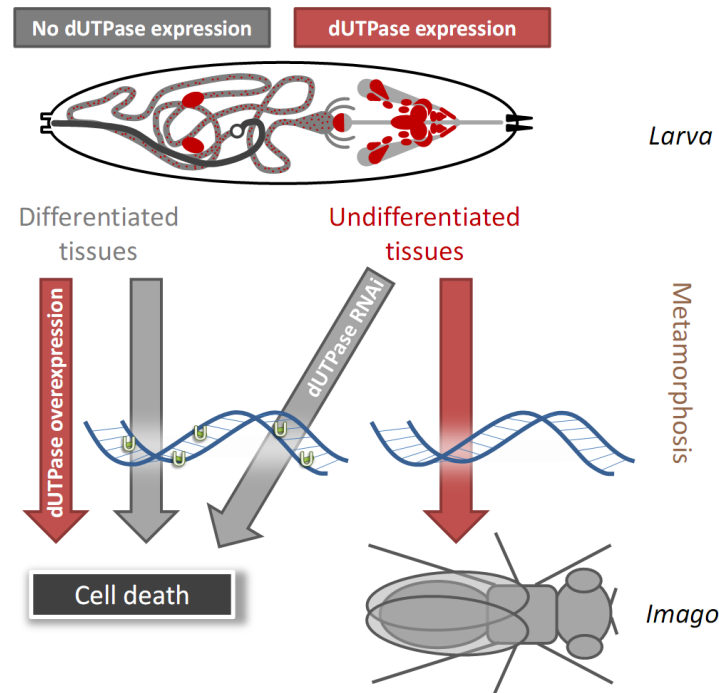 No dUTPase expression
dUTPase expression
Larva
Differentiated
tissues
Undifferentiated
tissues
dUTPase overexpression
dUTPase RNAi
Metamorphosis
U
U
U
U
U
Cell death
Imago